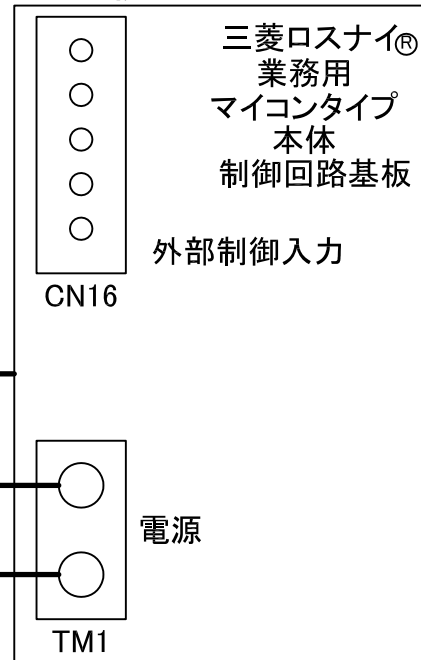 三菱ロスナイ®
業務用
マイコンタイプ
本体
制御回路基板
外部制御入力
CN16
電源
TM1